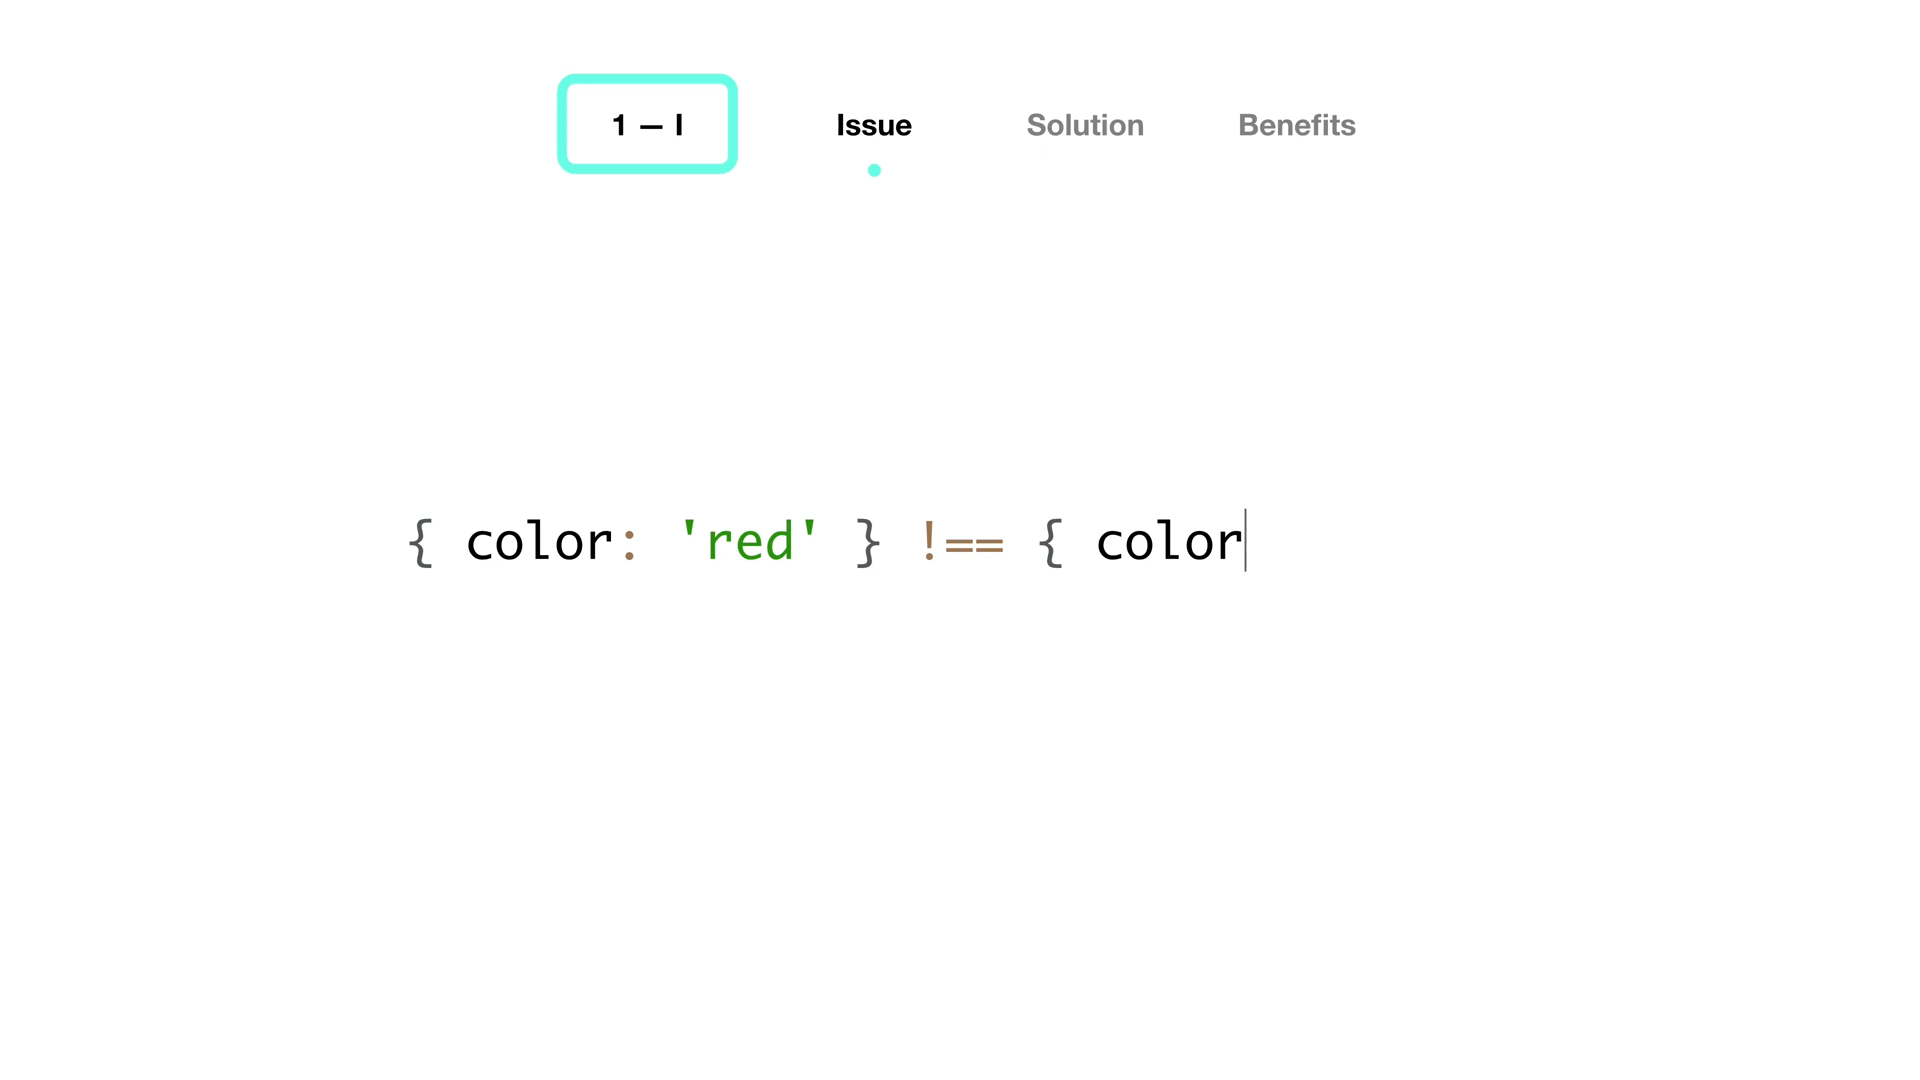 1 – I Issue Solution Benefits
{ color: 'red' } !== { color